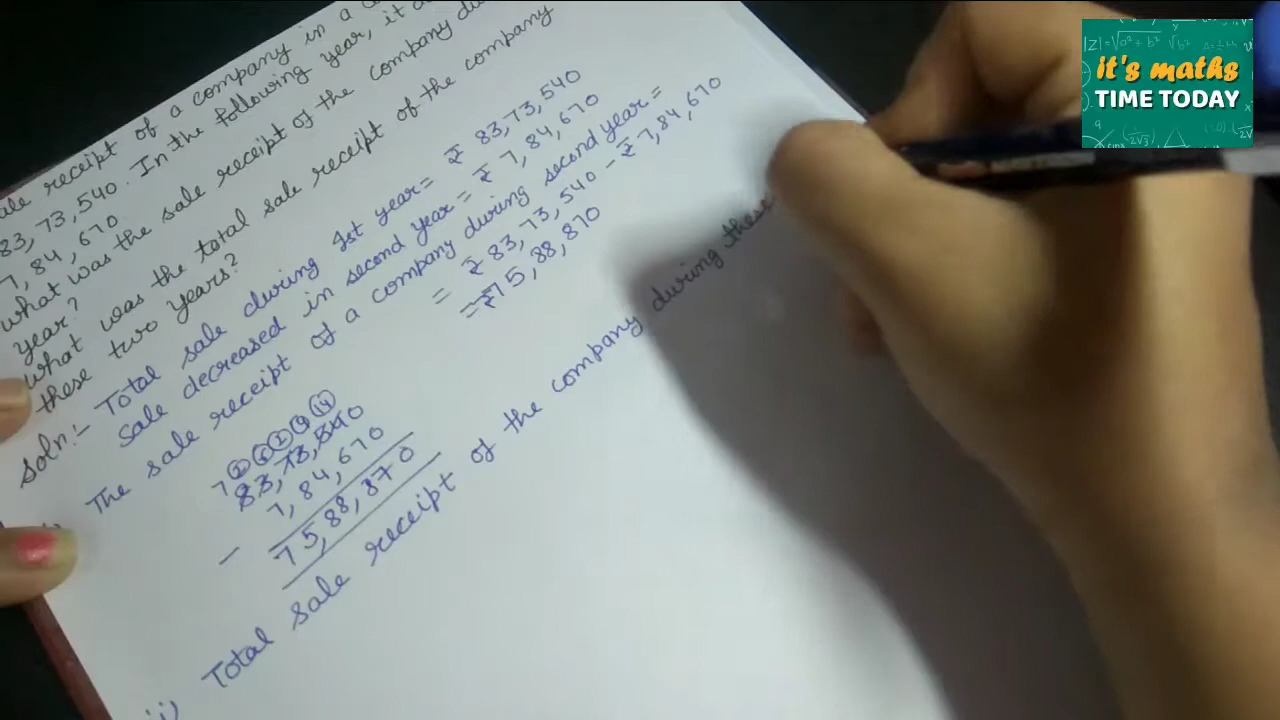 ale receipt of a company in a
83,73,540. In the following year, it
7,84,670
what was the sale receipt of the company
year?
what was the total sale receipt of the company
these two years?
Soln:- Total sale during 1st year = ₹ 83,73,540
Sale decreased in second year = ₹ 7,84,670
The sale receipt of a company during second year =
= ₹ 83,73,540 - ₹ 7,84,670
= ₹75,88,870
83,73,540
- 7,84,670
75,88,870
ii) Total sale receipt of the company during these
it's maths
TIME TODAY